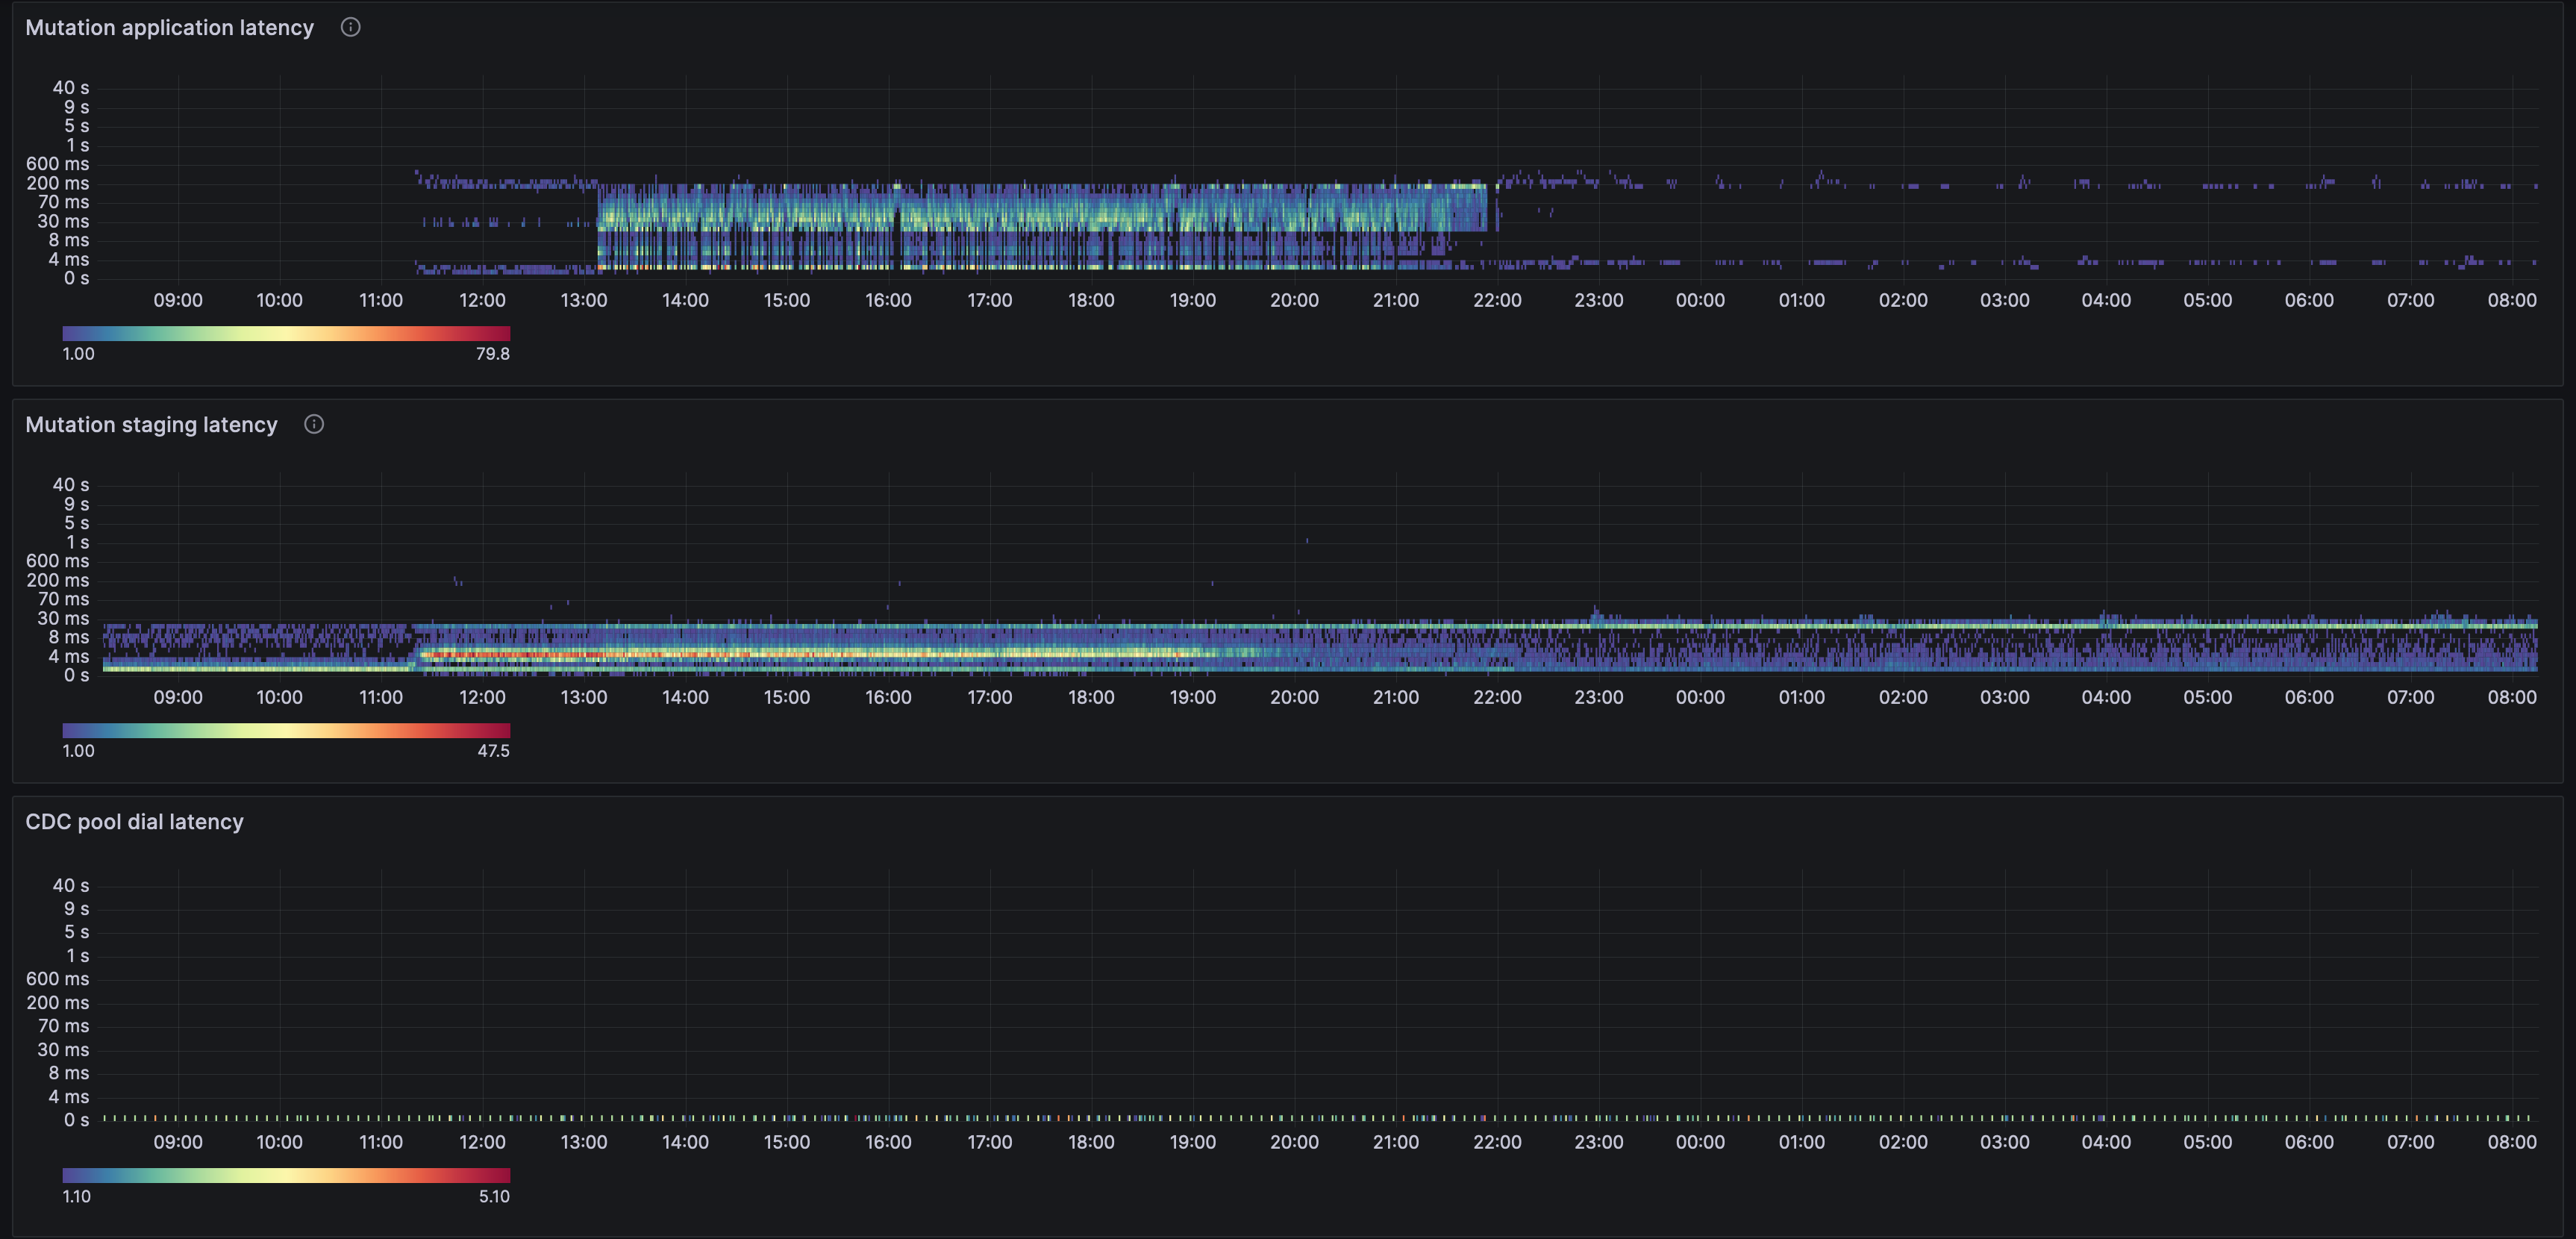 Mutation application latency
40 s
9 s
5 s
1 s
600 ms
200 ms
70 ms
30 ms
8 ms
4 ms
0 s
09:00 10:00 11:00 12:00 13:00 14:00 15:00 16:00 17:00 18:00 19:00 20:00 21:00 22:00 23:00 00:00 01:00 02:00 03:00 04:00 05:00 06:00 07:00 08:00
1.00 79.8
Mutation staging latency
40 s
9 s
5 s
1 s
600 ms
200 ms
70 ms
30 ms
8 ms
4 ms
0 s
09:00 10:00 11:00 12:00 13:00 14:00 15:00 16:00 17:00 18:00 19:00 20:00 21:00 22:00 23:00 00:00 01:00 02:00 03:00 04:00 05:00 06:00 07:00 08:00
1.00 47.5
CDC pool dial latency
40 s
9 s
5 s
1 s
600 ms
200 ms
70 ms
30 ms
8 ms
4 ms
0 s
09:00 10:00 11:00 12:00 13:00 14:00 15:00 16:00 17:00 18:00 19:00 20:00 21:00 22:00 23:00 00:00 01:00 02:00 03:00 04:00 05:00 06:00 07:00 08:00
1.10 5.10